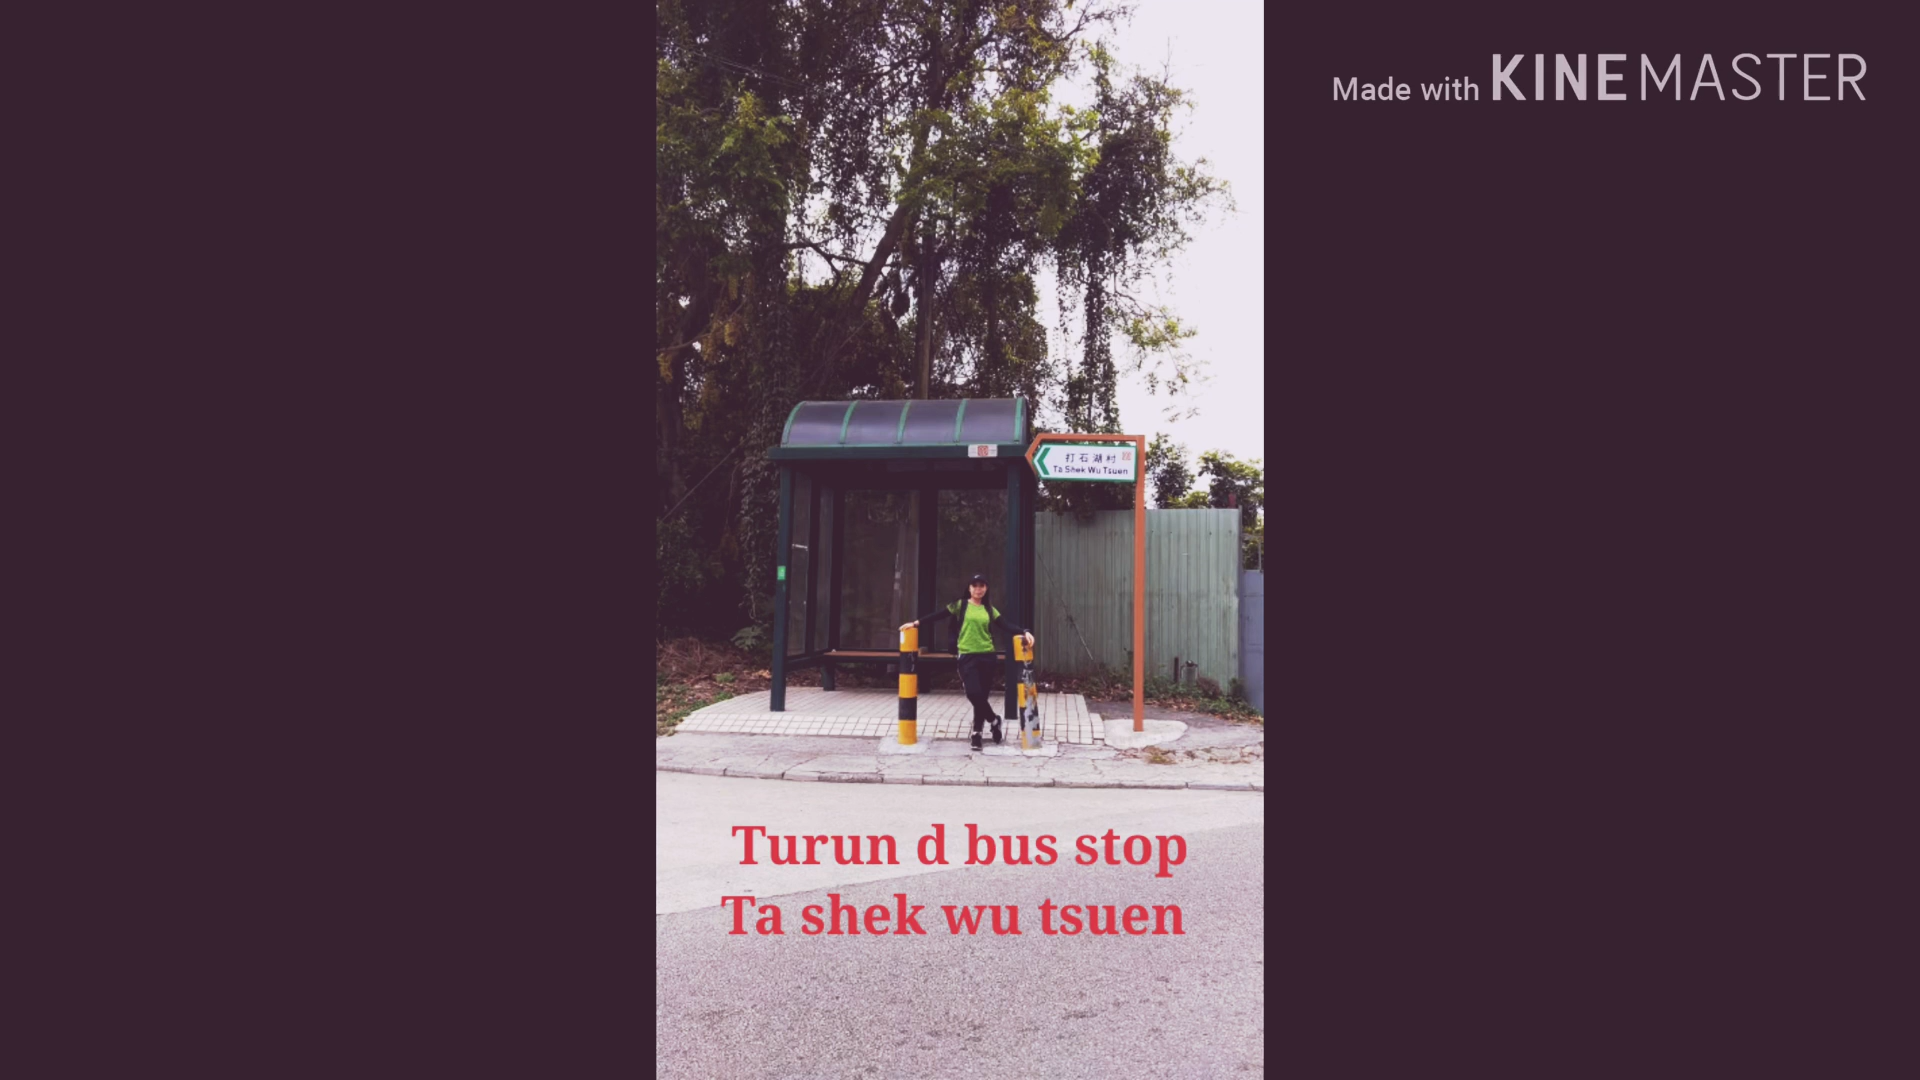 Made with KINEMASTER
打石湖村
Ta Shek Wu Tsuen
Turun d bus stop
Ta shek wu tsuen